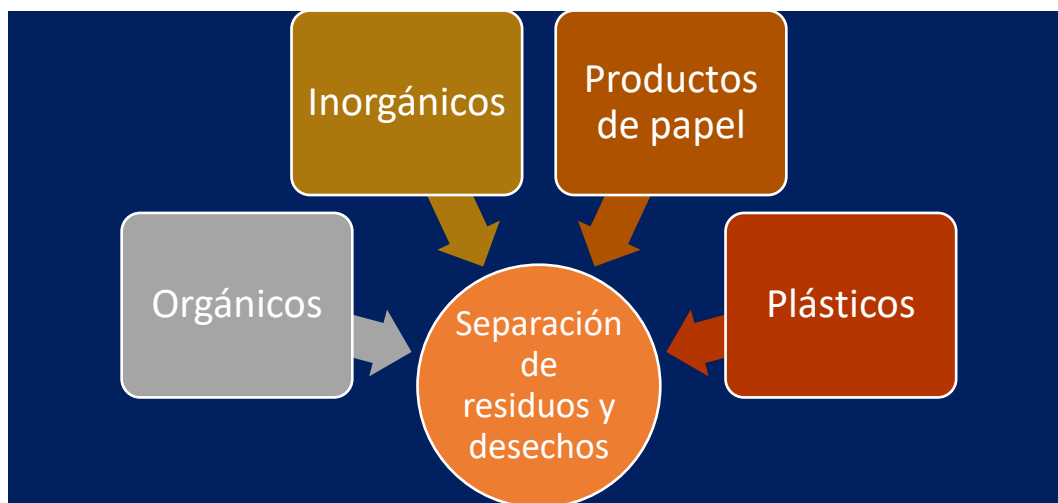 Inorgánicos
Productos
de papel
Orgánicos
Plásticos
Separación
de
residuos y
desechos